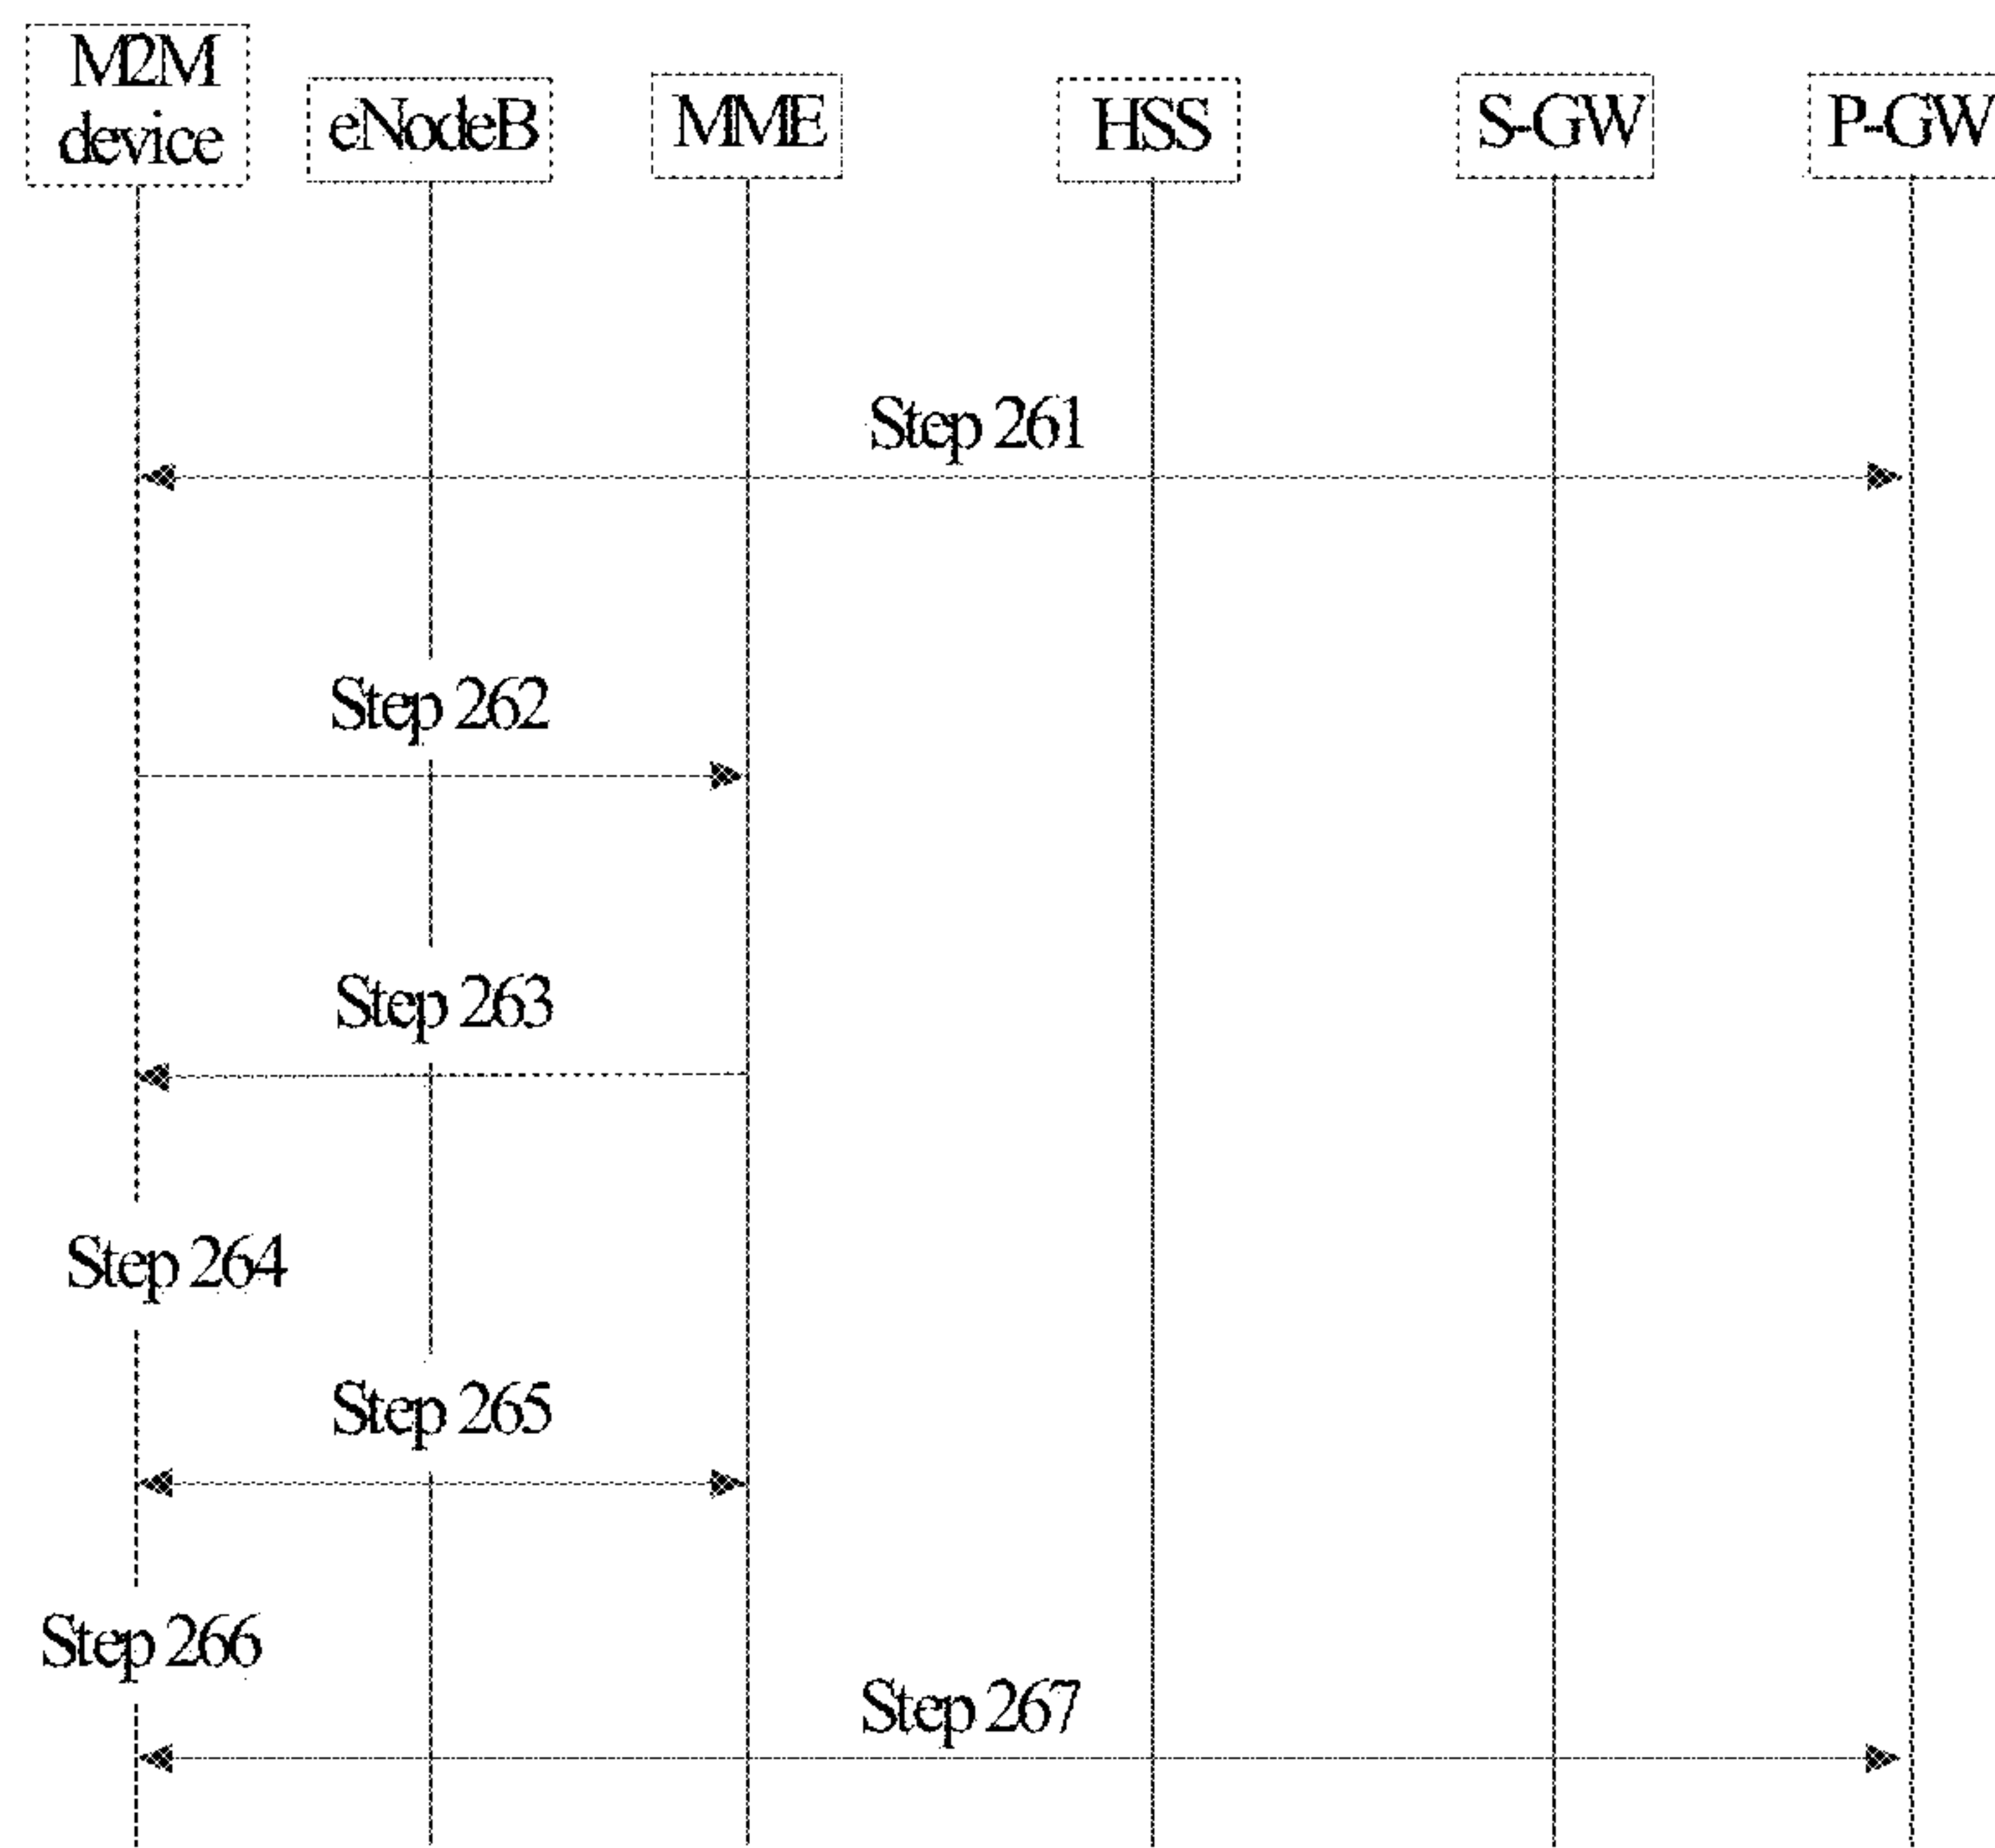 M2M
device
eNodeB
MME
HSS
S-GW
P-GW
Step 261
Step 262
Step 263
Step 264
Step 265
Step 266
Step 267